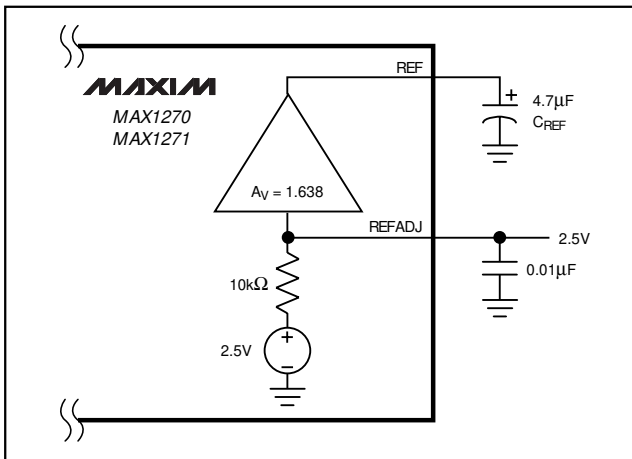 REF
MAXIM
MAX1270
MAX1271
+
4.7µF
CREF
AV = 1.638
REFADJ
2.5V
0.01µF
10kΩ
2.5V
+
−